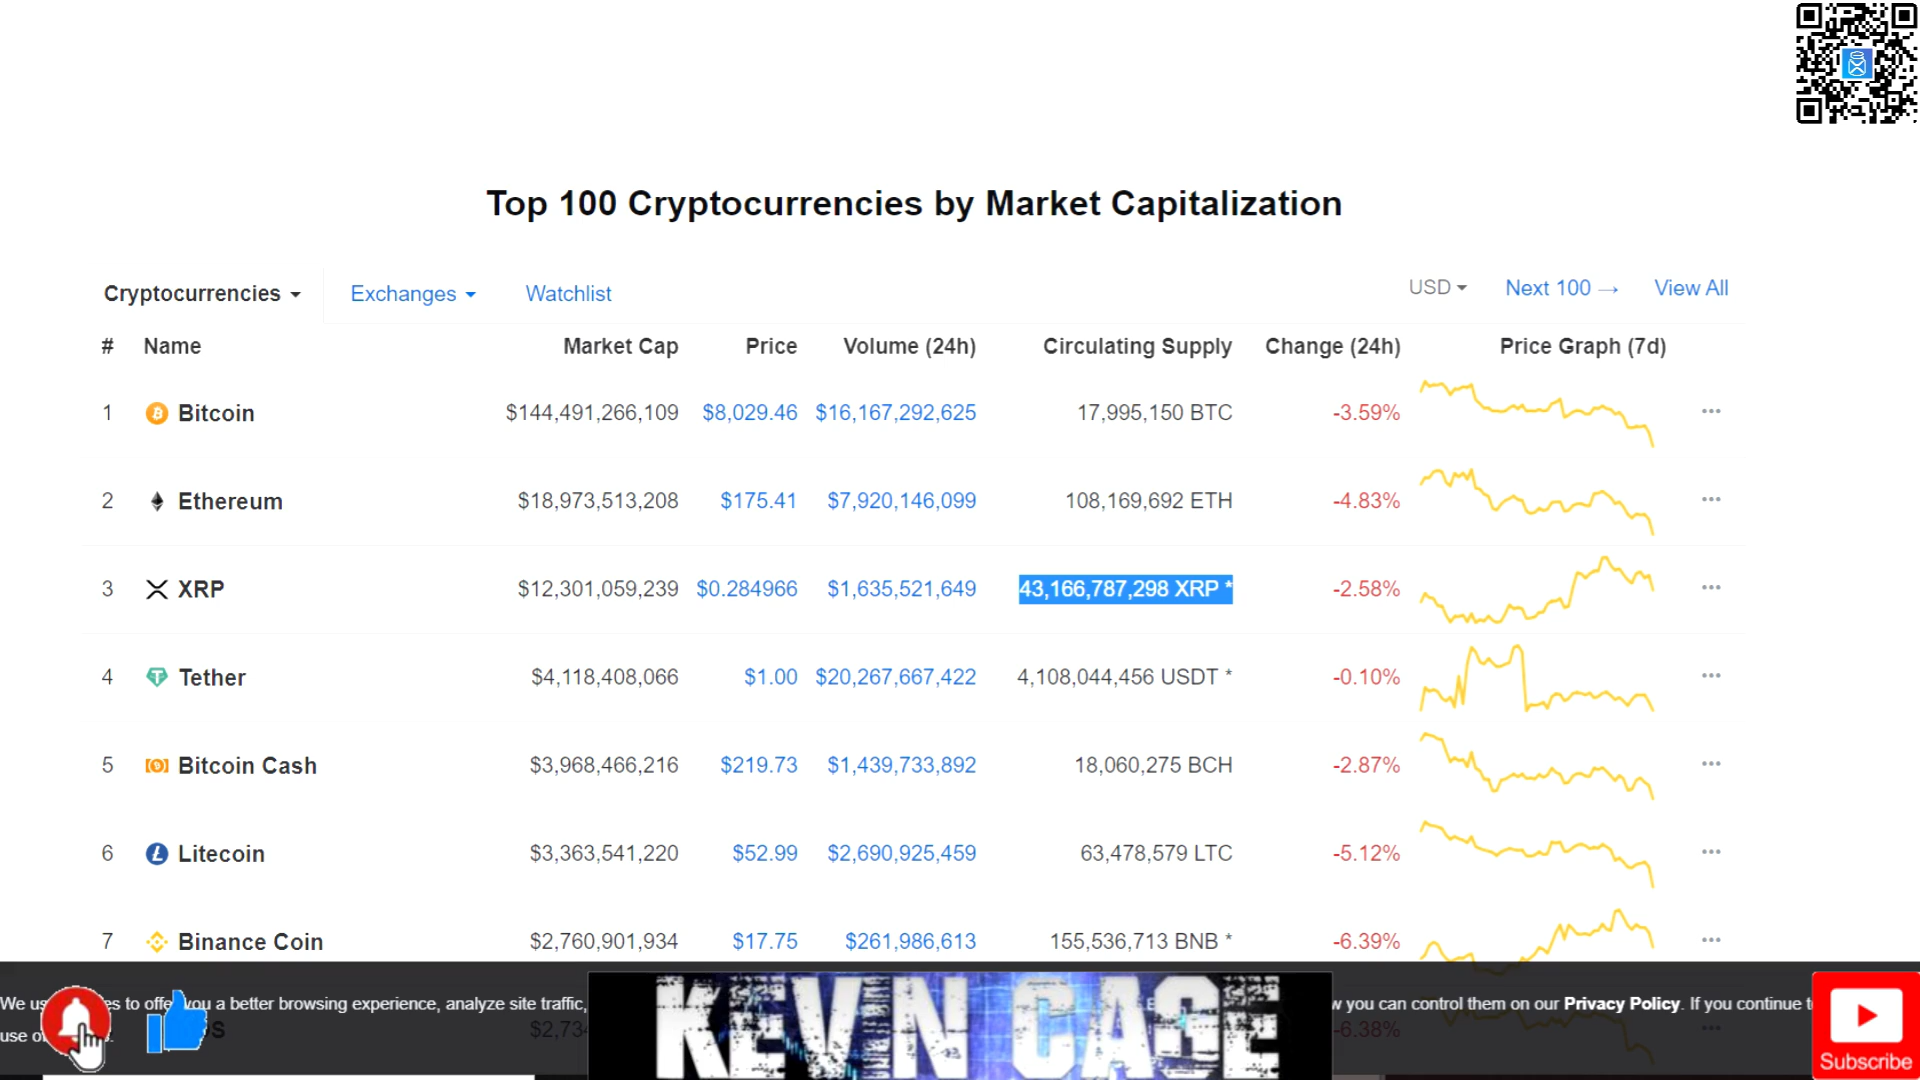 Top 100 Cryptocurrencies by Market Capitalization
Cryptocurrencies Exchanges Watchlist USD Next 100 → View All
# Name Market Cap Price Volume (24h) Circulating Supply Change (24h) Price Graph (7d)
1 Bitcoin $144,491,266,109 $8,029.46 $16,167,292,625 17,995,150 BTC -3.59%
2 Ethereum $18,973,513,208 $175.41 $7,920,146,099 108,169,692 ETH -4.83%
3 XRP $12,301,059,239 $0.284966 $1,635,521,649 43,166,787,298 XRP * -2.58%
4 Tether $4,118,408,066 $1.00 $20,267,667,422 4,108,044,456 USDT * -0.10%
5 Bitcoin Cash $3,968,466,216 $219.73 $1,439,733,892 18,060,275 BCH -2.87%
6 Litecoin $3,363,541,220 $52.99 $2,690,925,459 63,478,579 LTC -5.12%
7 Binance Coin $2,760,901,934 $17.75 $261,986,613 155,536,713 BNB * -6.39%
We to offer you a better browsing experience, analyze site traffic, you can control them on our Privacy Policy. If you continue
use
-6.38%
KEVIN CAGE
Subscribe